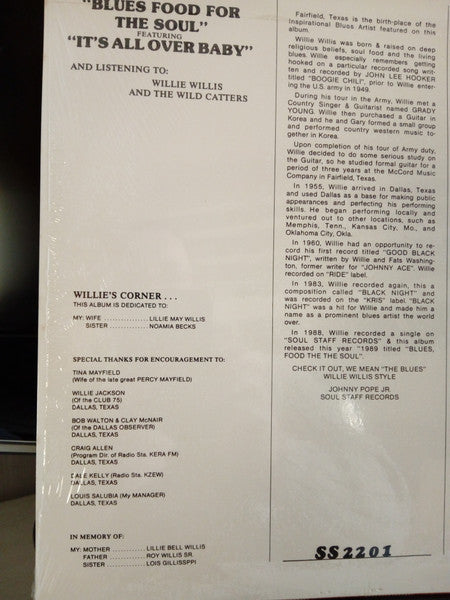 "BLUES FOOD FOR
THE SOUL"
FEATURING
"IT'S ALL OVER BABY"
AND LISTENING TO:
WILLIE WILLIS
AND THE WILD CATTERS
WILLIE'S CORNER . . .
THIS ALBUM IS DEDICATED TO:
MY: WIFE .......... LILLIE MAY WILLIS
SISTER .......... NOAMIA BECKS
SPECIAL THANKS FOR ENCOURAGEMENT TO:
TINA MAYFIELD
(Wife of the late great PERCY MAYFIELD)
WILLIE JACKSON
(Of the CLUB 75)
DALLAS, TEXAS
BOB WALTON & CLAY McNAIR
(Of the DALLAS OBSERVER)
DALLAS, TEXAS
CRAIG ALLEN
(Program Dir. of Radio Sta. KERA FM)
DALLAS, TEXAS
DALE KELLY (Radio Sta. KZEW)
DALLAS, TEXAS
LOUIS SALUBIA (My MANAGER)
DALLAS, TEXAS
IN MEMORY OF:
MY: MOTHER .......... LILLIE BELL WILLIS
FATHER .......... ROY WILLIS SR.
SISTER .......... LOIS GILLISSPPI
Fairfield, Texas is the birth-place of the
Inspirational Blues Artist featured on this
album.
Willie Willis was born & raised on deep
religious beliefs, soul food and the living
blues. Willie especially remembers getting
hooked on a particular recorded song writ-
ten and recorded by JOHN LEE HOOKER
titled "BOOGIE CHILI", prior to Willie enter-
ing the U.S. army in 1949.
During his tour in the Army, Willie met a
Country Singer & Guitarist named GRADY
YOUNG. Willie then purchased a Guitar in
Korea and he and Gary formed a small group
and performed country western music to-
gether in Korea.
Upon completion of his tour of Army duty,
Willie decided to do some serious study on
the Guitar, so he studied formal guitar for a
period of three years at the McCord Music
Company in Fairfield, Texas.
In 1955, Willie arrived in Dallas, Texas
and used Dallas as a base for making public
appearances and perfecting his performing
skills. He began performing locally and
ventured out to other locations, such as
Memphis, Tenn., Kansas City, Mo., and
Oklahoma City, Okla.
In 1960, Willie had an opportunity to re-
cord his first record titled "GOOD BLACK
NIGHT", written by Willie and Fats Washing-
ton, former writer for "JOHNNY ACE". Willie
recorded on "RIDE" label.
In 1983, Willie recorded again, this a
composition called "BLACK NIGHT" and
was recorded on the "KRIS" label. "BLACK
NIGHT" was a hit for Willie and made him a
name as a prominent blues artist the world
over.
In 1988, Willie recorded a single on
"SOUL STAFF RECORDS" & this album
released this year "1989 titled "BLUES,
FOOD THE THE SOUL".
CHECK IT OUT, WE MEAN "THE BLUES"
WILLIE WILLIS STYLE
JOHNNY POPE JR.
SOUL STAFF RECORDS
SS2201